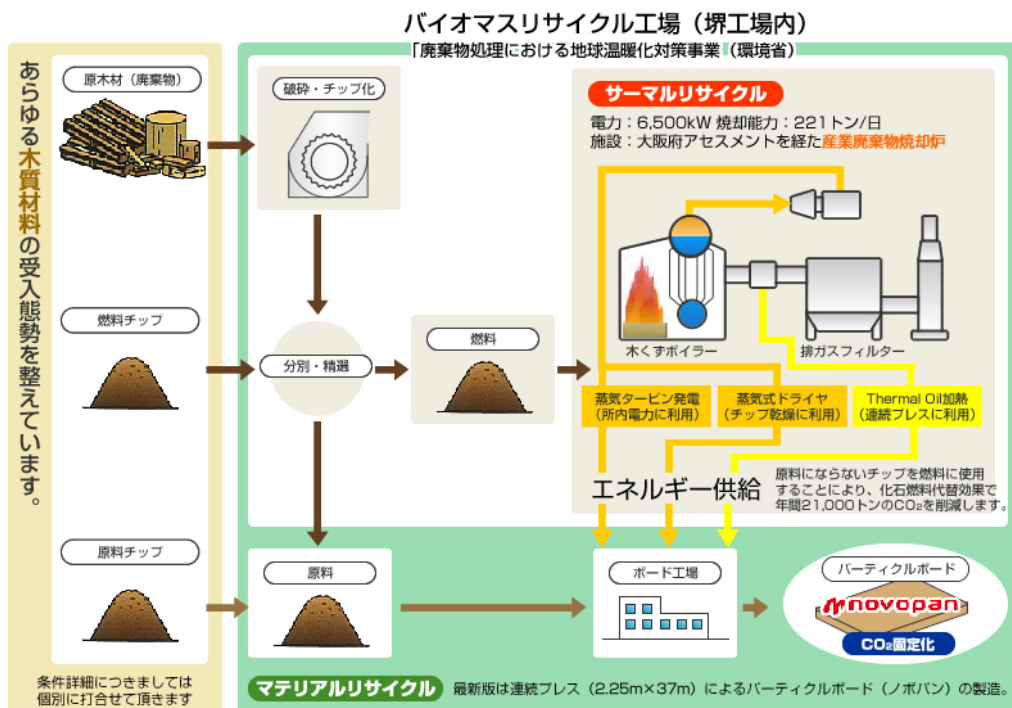 バイオマスリサイクル工場（堺工場内）
「廃棄物処理における地球温暖化対策事業（環境省）
あらゆる木質材料の受入態勢を整えています。
原木材（廃棄物）
破砕・チップ化
サーマルリサイクル
電力：6,500kW 焼却能力：221トン/日
施設：大阪府アセスメントを経た産業廃棄物焼却炉
木くずボイラー
排ガスフィルター
燃料チップ
分別・精選
燃料
蒸気タービン発電
（所内電力に利用）
蒸気式ドライヤ
（チップ乾燥に利用）
Thermal Oil加熱
（連続プレスに利用）
エネルギー供給
原料にならないチップを燃料に使用
することにより、化石燃料代替効果で
年間21,000トンのCO₂を削減します。
原料チップ
原料
ボード工場
パーティクルボード
novopan
CO₂固定化
条件詳細につきましては
個別に打合せて頂きます
マテリアルリサイクル
最新版は連続プレス（2.25m×37m）によるパーティクルボード（ノボパン）の製造。